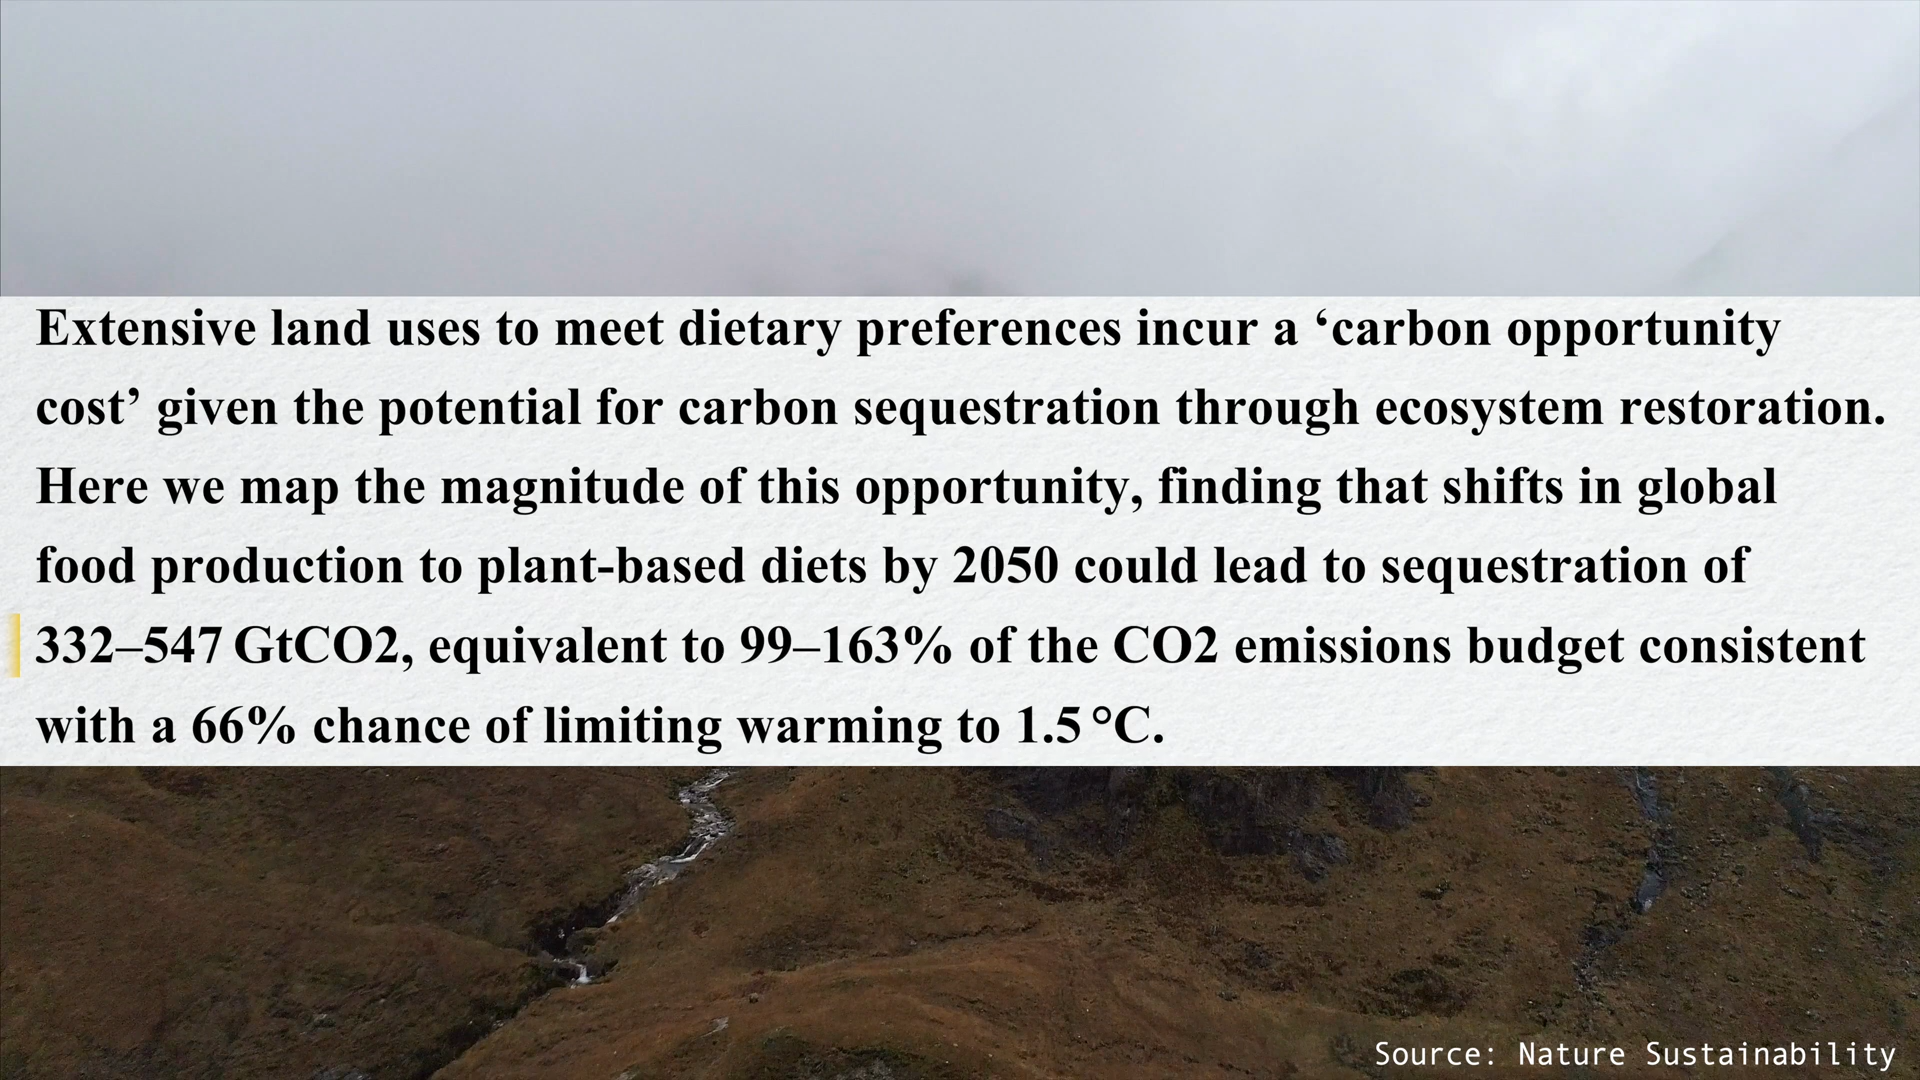 Extensive land uses to meet dietary preferences incur a ‘carbon opportunity
cost’ given the potential for carbon sequestration through ecosystem restoration.
Here we map the magnitude of this opportunity, finding that shifts in global
food production to plant-based diets by 2050 could lead to sequestration of
332–547 GtCO2, equivalent to 99–163% of the CO2 emissions budget consistent
with a 66% chance of limiting warming to 1.5 °C.
Source: Nature Sustainability